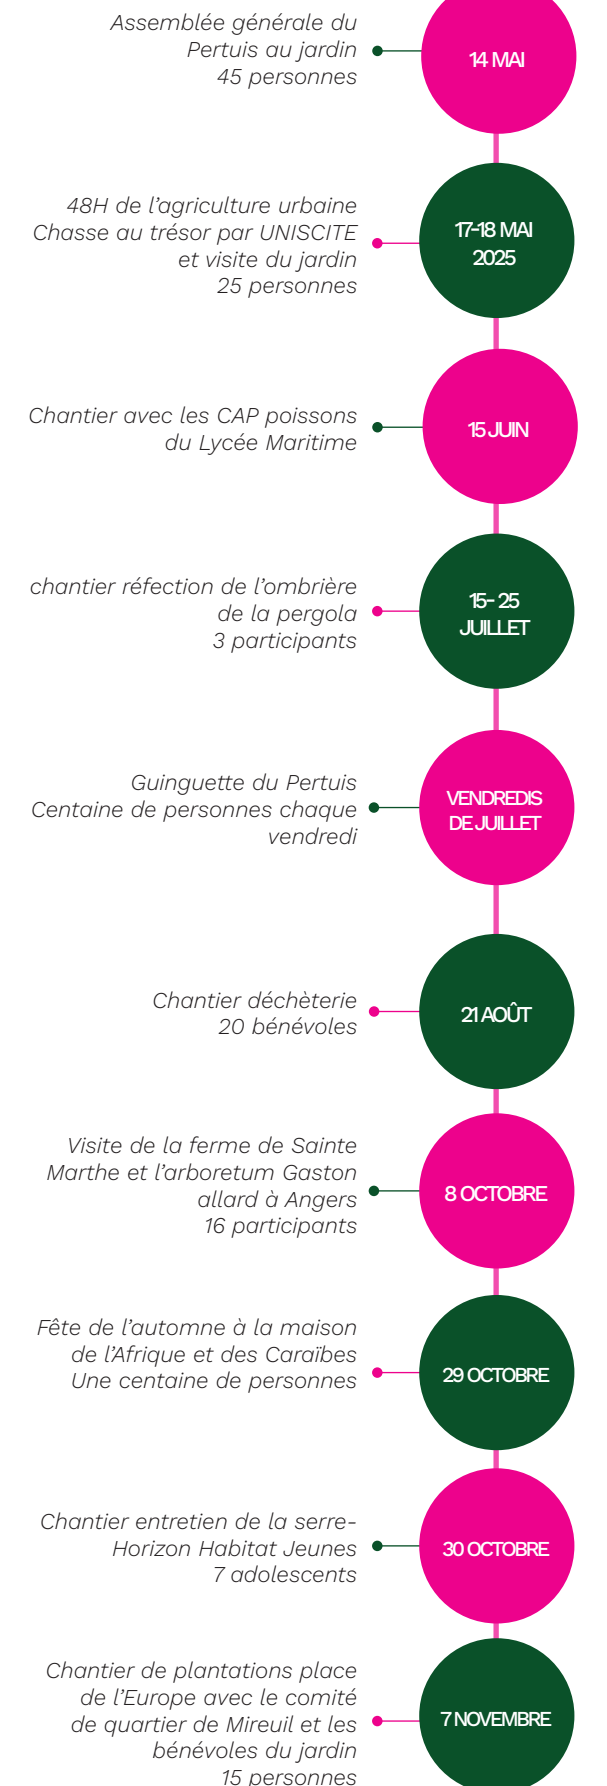 Assemblée générale du
Pertuis au jardin
45 personnes
14 MAI
48H de l’agriculture urbaine
Chasse au trésor par UNISCITE
et visite du jardin
25 personnes
17-18 MAI
2025
Chantier avec les CAP poissons
du Lycée Maritime
15 JUIN
chantier réfection de l’ombrière
de la pergola
3 participants
15- 25
JUILLET
Guinguette du Pertuis
Centaine de personnes chaque
vendredi
VENDREDIS
DE JUILLET
Chantier déchèterie
20 bénévoles
21 AOÛT
Visite de la ferme de Sainte
Marthe et l’arboretum Gaston
allard à Angers
16 participants
8 OCTOBRE
Fête de l’automne à la maison
de l’Afrique et des Caraïbes
Une centaine de personnes
29 OCTOBRE
Chantier entretien de la serre-
Horizon Habitat Jeunes
7 adolescents
30 OCTOBRE
Chantier de plantations place
de l’Europe avec le comité
de quartier de Mireuil et les
bénévoles du jardin
15 personnes
7 NOVEMBRE